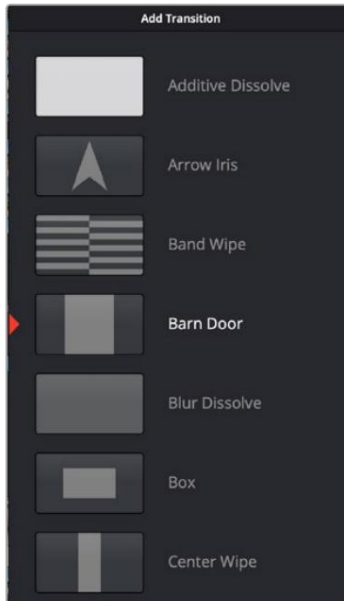 Add Transition
Additive Dissolve
Arrow Iris
Band Wipe
Barn Door
Blur Dissolve
Box
Center Wipe